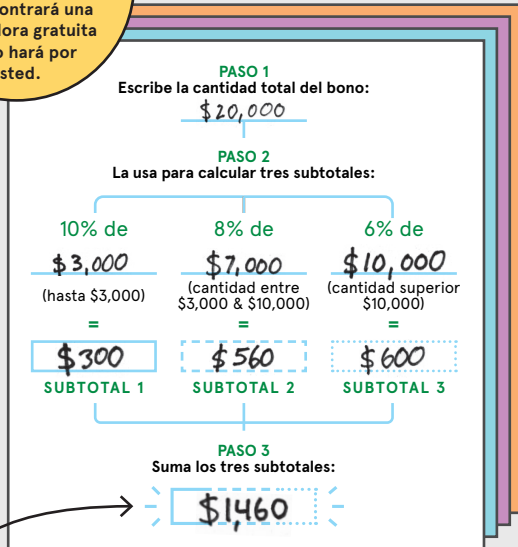 una
gratuita
hará por
sted.
PASO 1
Escribe la cantidad total del bono:
$20,000
PASO 2
La usa para calcular tres subtotales:
10% de
8% de
6% de
$3,000
$7,000
$10,000
(hasta $3,000)
(cantidad entre
$3,000 & $10,000)
(cantidad superior
$10,000)
=
=
=
$300
$560
$600
SUBTOTAL 1
SUBTOTAL 2
SUBTOTAL 3
PASO 3
Suma los tres subtotales:
$1,460